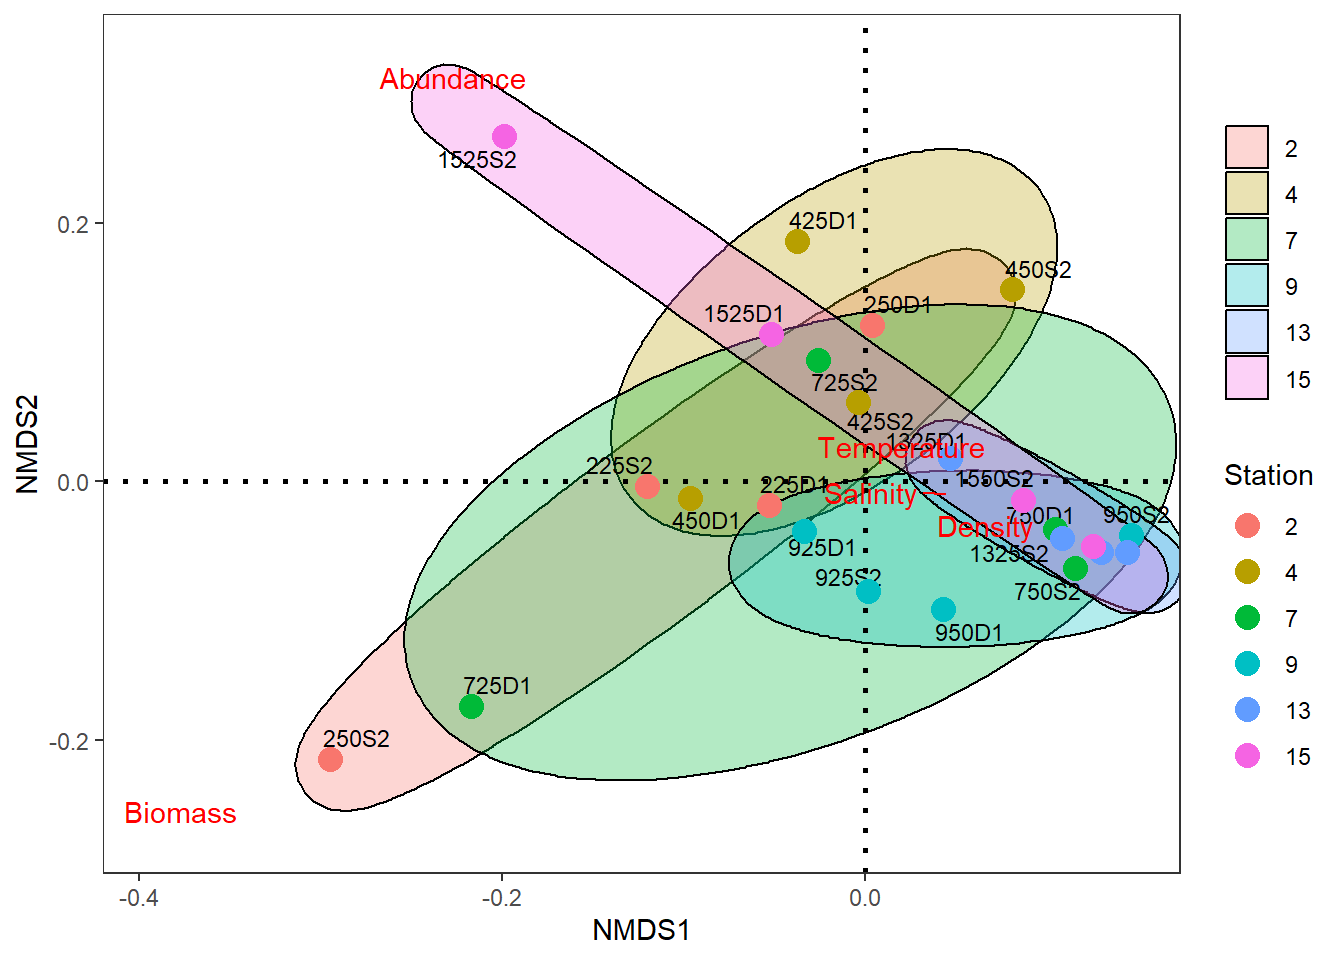 Abundance
1525S2
425D1
450S2
250D1
1525D1
725S2
425S2
1325D1
Temperature
225S2
1550S2
225D1
Salinity
450D1
750D1
950S2
Density
925D1
1325S2
925S2
750S2
950D1
725D1
250S2
Biomass
0.2
0.0
-0.2
-0.4
-0.2
0.0
NMDS1
NMDS2
2
4
7
9
13
15
Station
2
4
7
9
13
15